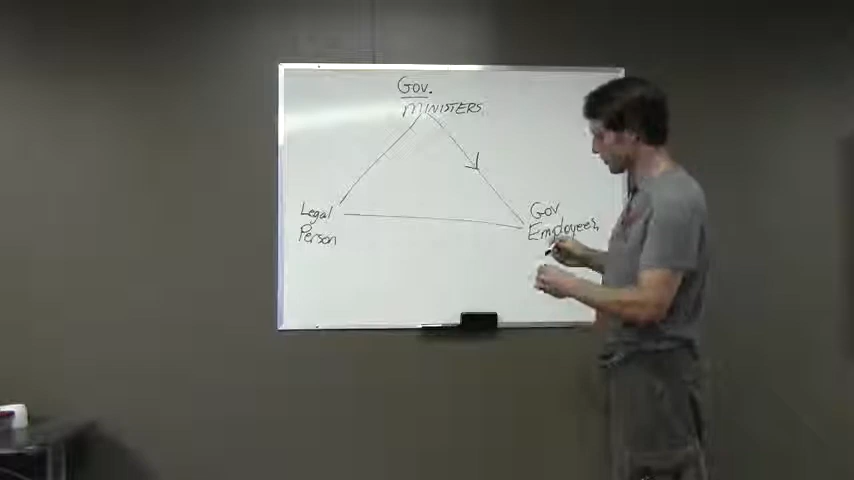 Gov.
MINISTERS
Legal
Person
Gov
Employees